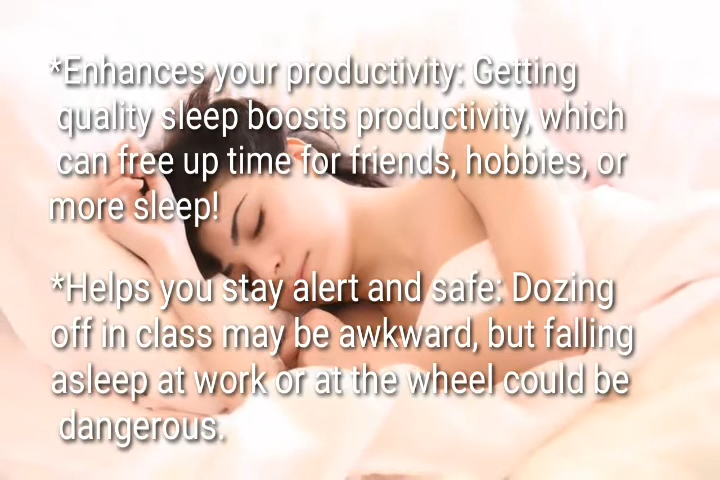 *Enhances your productivity: Getting
quality sleep boosts productivity, which
can free up time for friends, hobbies, or
more sleep!
*Helps you stay alert and safe: Dozing
off in class may be awkward, but falling
asleep at work or at the wheel could be
dangerous.